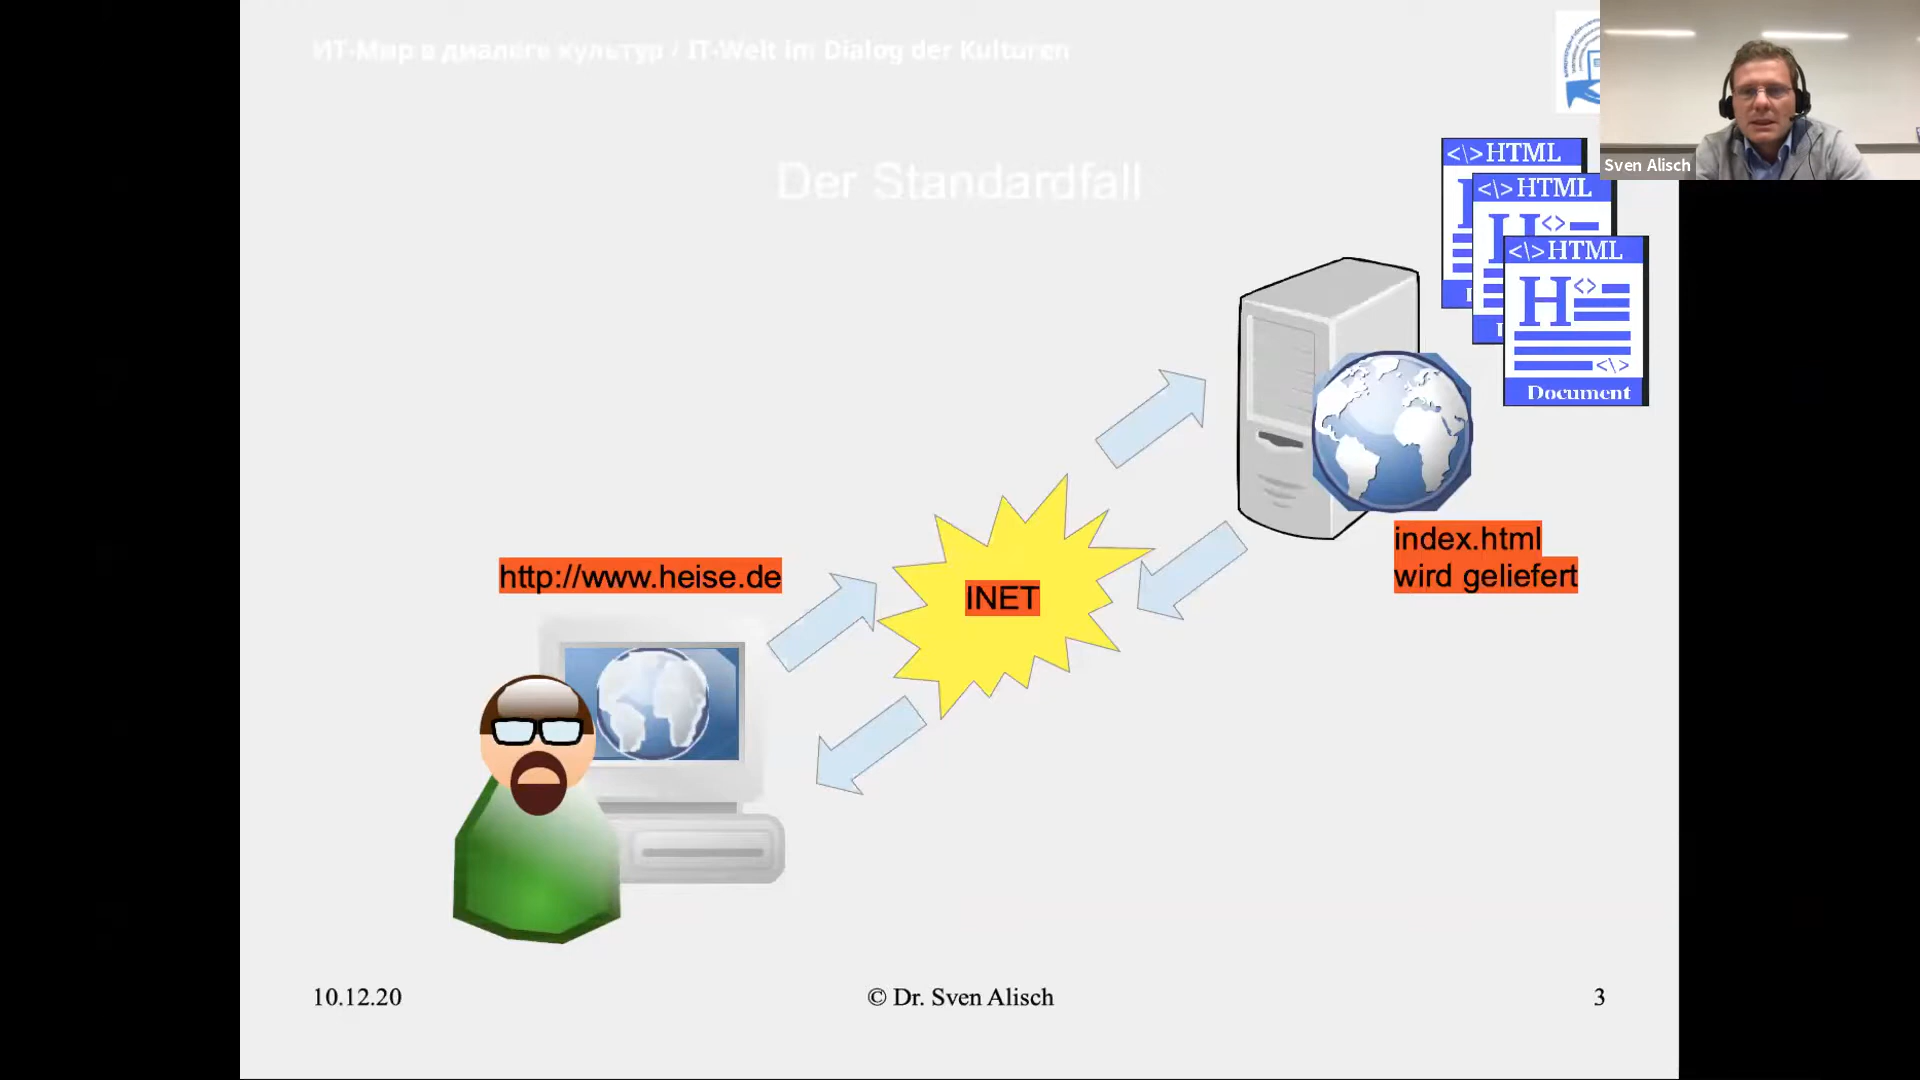 ИТ-Мир в диалоге культур / IT-Welt im Dialog der Kulturen
Der Standardfall
Sven Alisch
<\>HTML
<\>HTML
<\>HTML
H
Document
http://www.heise.de
INET
index.html
wird geliefert
10.12.20
© Dr. Sven Alisch
3